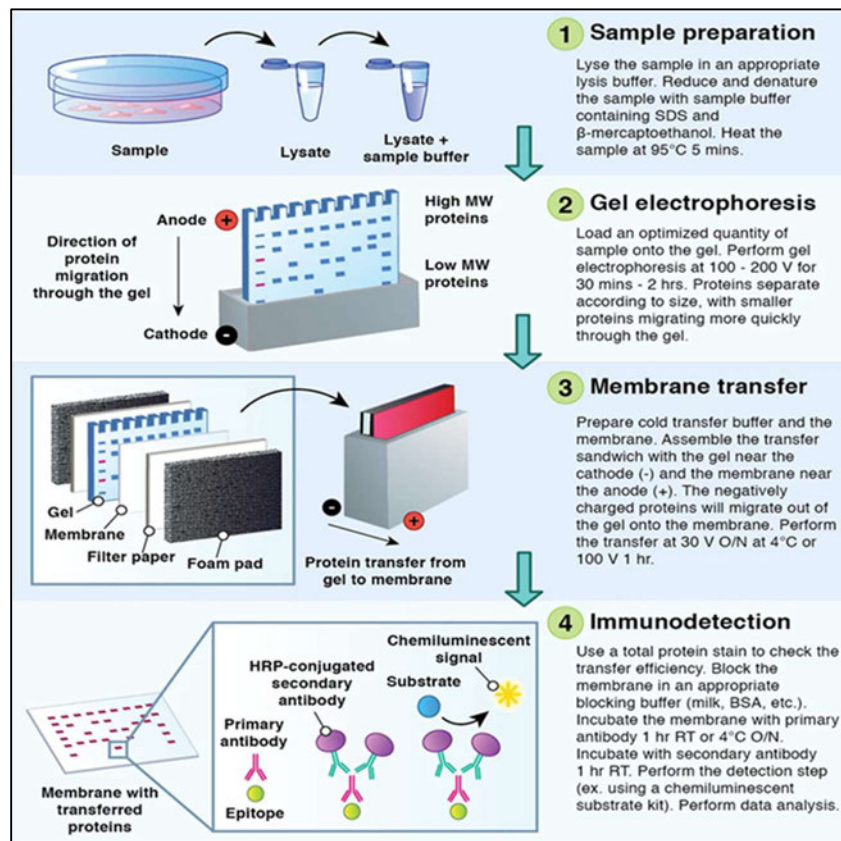 1 Sample preparation
Lyse the sample in an appropriate
lysis buffer. Reduce and denature
the sample with sample buffer
containing SDS and
β-mercaptoethanol. Heat the
sample at 95°C 5 mins.
Sample
Lysate
Lysate +
sample buffer
2 Gel electrophoresis
Load an optimized quantity of
sample onto the gel. Perform gel
electrophoresis at 100 - 200 V for
30 mins - 2 hrs. Proteins separate
according to size, with smaller
proteins migrating more quickly
through the gel.
Anode +
Direction of
protein
migration
through the gel
Cathode -
High MW
proteins
Low MW
proteins
3 Membrane transfer
Prepare cold transfer buffer and the
membrane. Assemble the transfer
sandwich with the gel near the
cathode (-) and the membrane near
the anode (+). The negatively
charged proteins will migrate out of
the gel onto the membrane. Perform
the transfer at 30 V O/N at 4°C or
100 V 1 hr.
Gel
Membrane
Filter paper
Foam pad
-
+
Protein transfer from
gel to membrane
4 Immunodetection
Use a total protein stain to check the
transfer efficiency. Block the
membrane in an appropriate
blocking buffer (milk, BSA, etc.).
Incubate the membrane with primary
antibody 1 hr RT or 4°C O/N.
Incubate with secondary antibody
1 hr RT. Perform the detection step
(ex. using a chemiluminescent
substrate kit). Perform data analysis.
Membrane with
transferred
proteins
HRP-conjugated
secondary
antibody
Primary
antibody
Epitope
Chemiluminescent
signal
Substrate